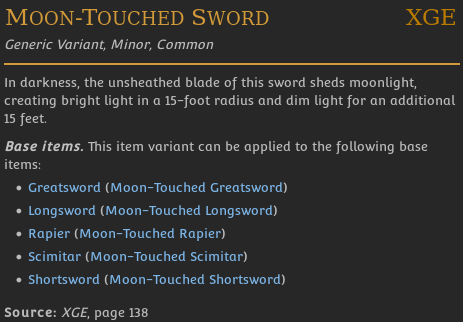 Moon-Touched Sword XGE
Generic Variant, Minor, Common
In darkness, the unsheathed blade of this sword sheds moonlight,
creating bright light in a 15-foot radius and dim light for an additional
15 feet.
Base items. This item variant can be applied to the following base
items:
• Greatsword (Moon-Touched Greatsword)
• Longsword (Moon-Touched Longsword)
• Rapier (Moon-Touched Rapier)
• Scimitar (Moon-Touched Scimitar)
• Shortsword (Moon-Touched Shortsword)
Source: XGE, page 138